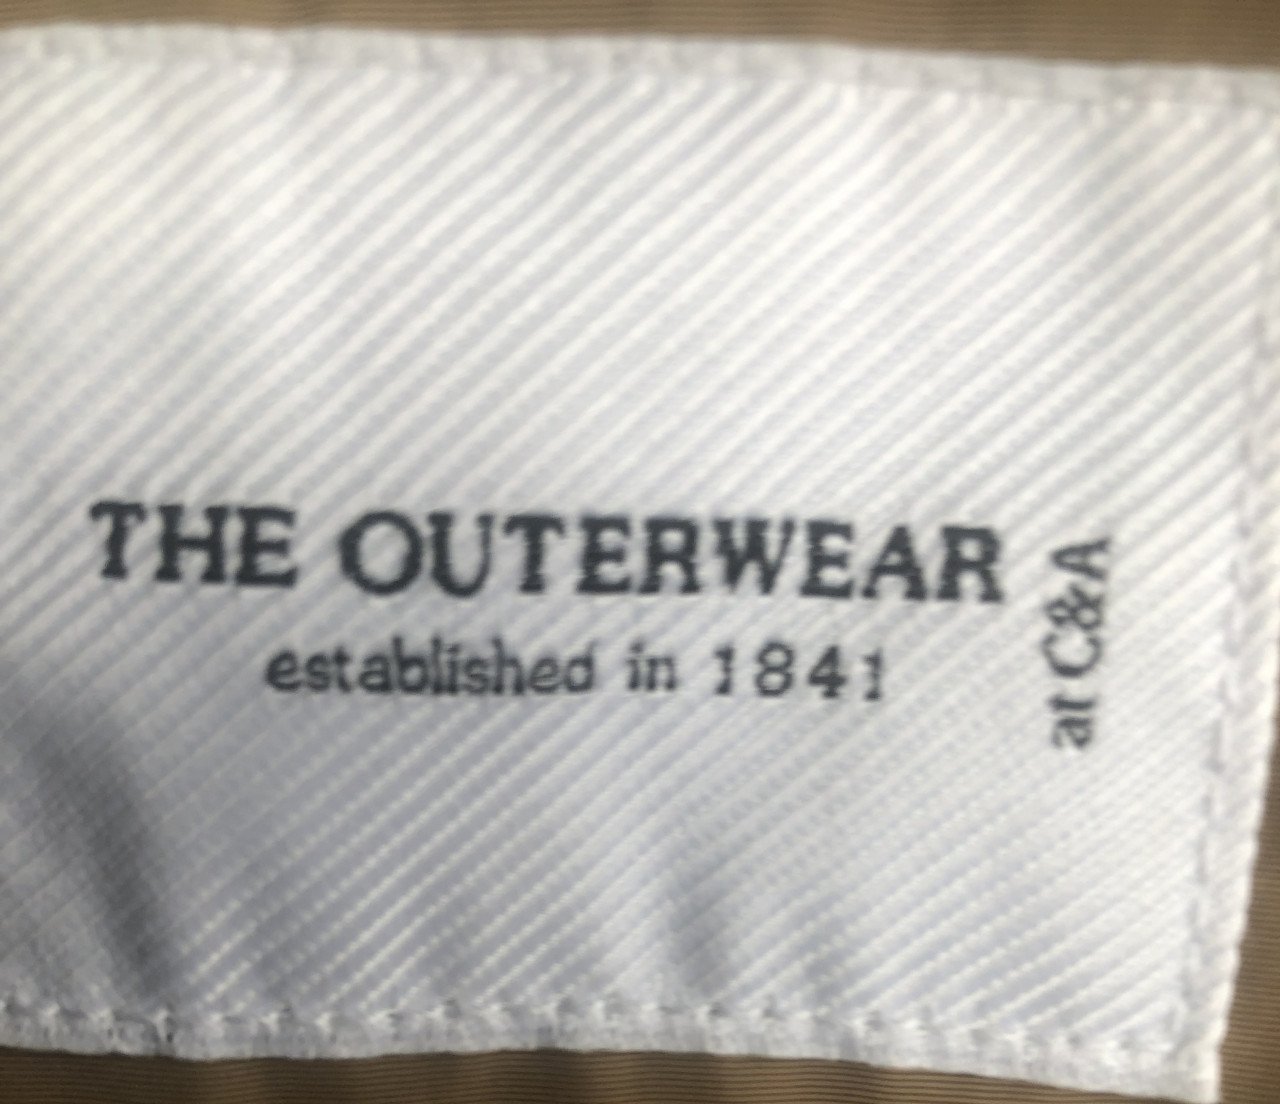 THE OUTERWEAR
established in 1841
at C&A